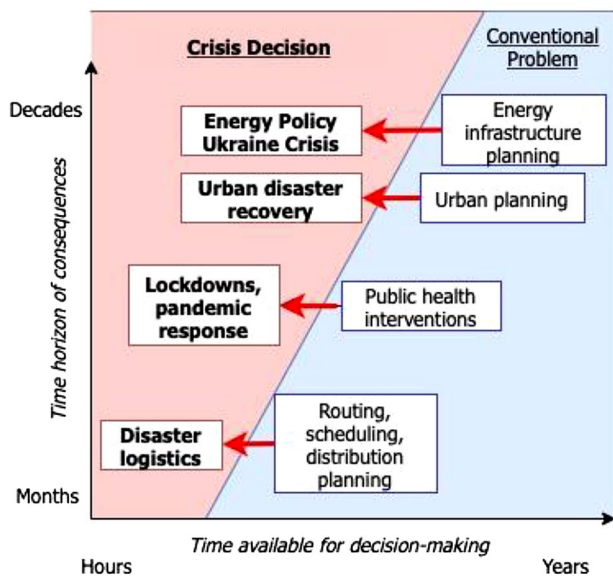 Crisis Decision
Conventional
Problem
Decades
Energy Policy
Ukraine Crisis
Energy
infrastructure
planning
Urban disaster
recovery
Urban planning
Time horizon of consequences
Lockdowns,
pandemic
response
Public health
interventions
Disaster
logistics
Routing,
scheduling,
distribution
planning
Months
Time available for decision-making
Hours
Years